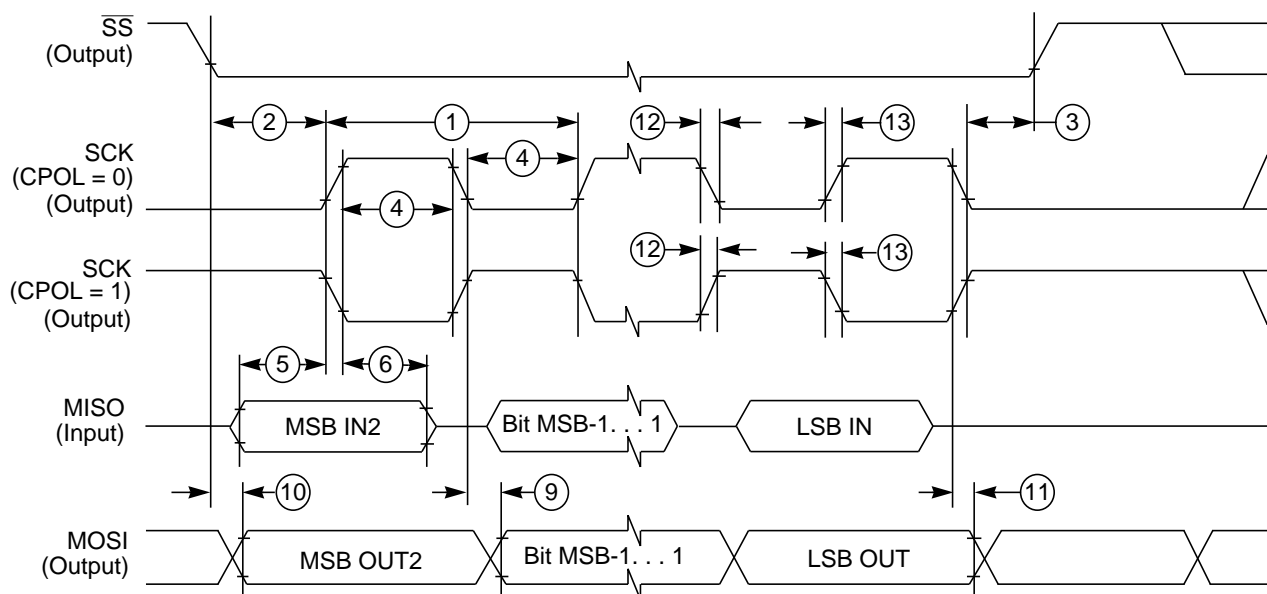 SS
(Output)
2
1
12
13
3
SCK
(CPOL = 0)
(Output)
4
4
12
13
SCK
(CPOL = 1)
(Output)
5
6
MISO
(Input)
MSB IN2
Bit MSB-1. . . 1
LSB IN
10
9
11
MOSI
(Output)
MSB OUT2
Bit MSB-1. . . 1
LSB OUT